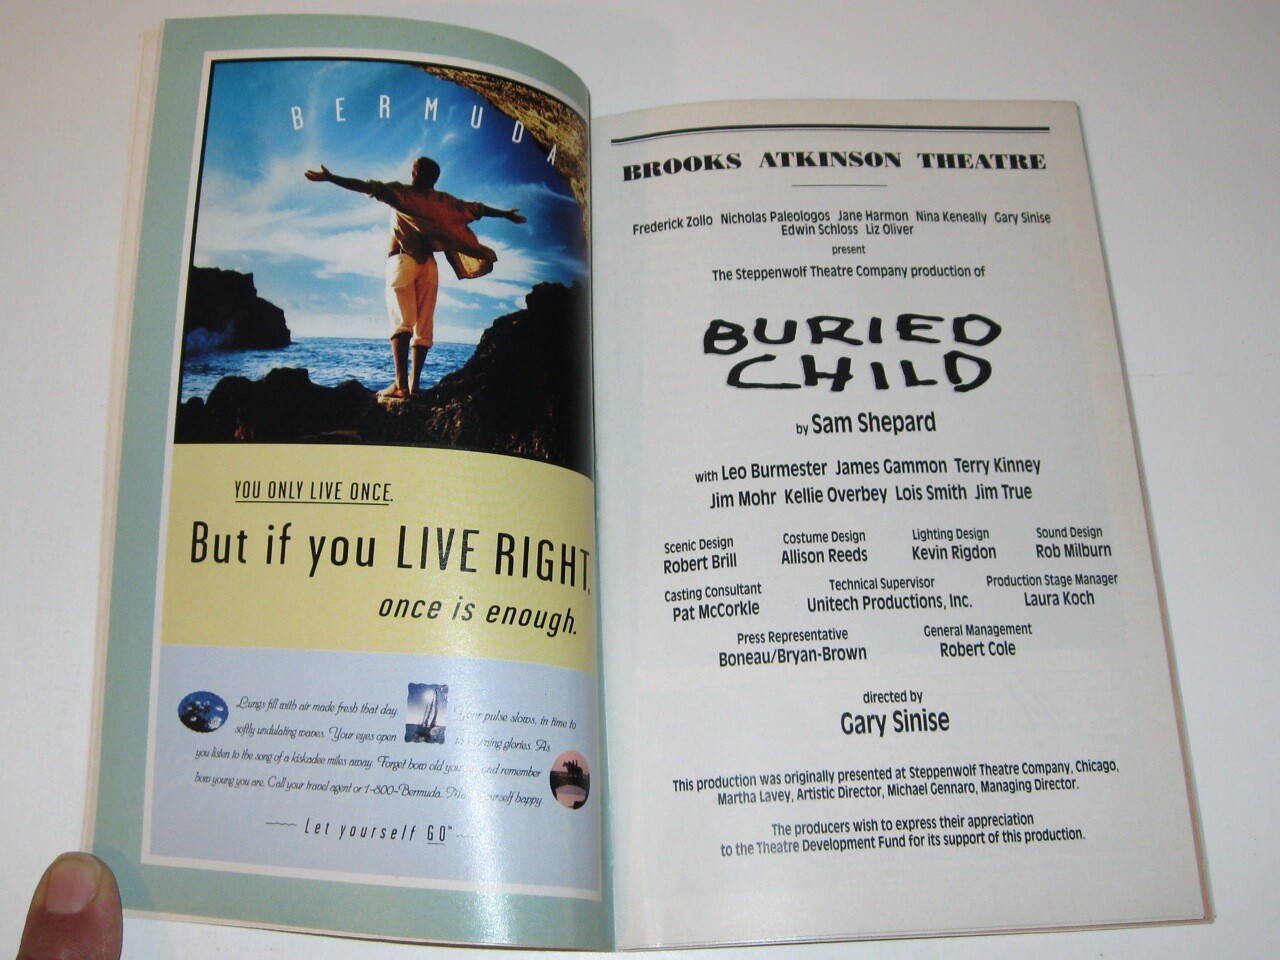 BERMUDA
YOU ONLY LIVE ONCE.
But if you LIVE RIGHT,
once is enough.
Lungs fill with air made fresh that day. Your pulse slows, in time to
softly undulating waves. Your eyes open to morning glories. As
you listen to the song of a kiskadee miles away. Forget how old you and remember
how young you are. Call your travel agent or 1-800-Bermuda. happy.
Let yourself GO℠
BROOKS ATKINSON THEATRE
Frederick Zollo Nicholas Paleologos Jane Harmon Nina Keneally Gary Sinise
Edwin Schloss Liz Oliver
present
The Steppenwolf Theatre Company production of
BURIED
CHILD
by Sam Shepard
with Leo Burmester James Gammon Terry Kinney
Jim Mohr Kellie Overbey Lois Smith Jim True
Scenic Design Costume Design Lighting Design Sound Design
Robert Brill Allison Reeds Kevin Rigdon Rob Milburn
Casting Consultant Technical Supervisor Production Stage Manager
Pat McCorkle Unitech Productions, Inc. Laura Koch
Press Representative General Management
Boneau/Bryan-Brown Robert Cole
directed by
Gary Sinise
This production was originally presented at Steppenwolf Theatre Company, Chicago,
Martha Lavey, Artistic Director, Michael Gennaro, Managing Director.
The producers wish to express their appreciation
to the Theatre Development Fund for its support of this production.